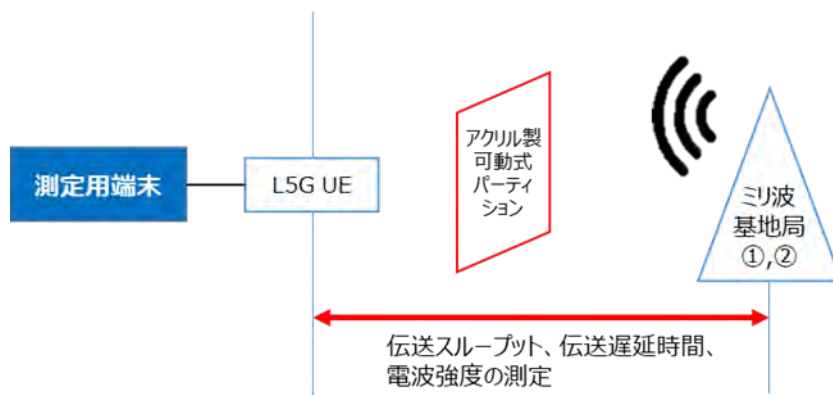 測定用端末
L5G UE
アクリル製
可動式
パーティ
ション
ミリ波
基地局
①,②
伝送スループット、伝送遅延時間、
電波強度の測定